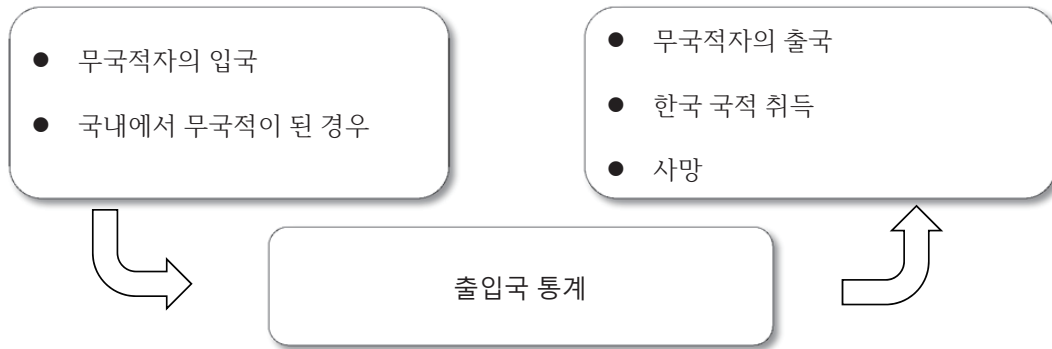 ● 무국적자의 입국
● 국내에서 무국적이 된 경우
● 무국적자의 출국
● 한국 국적 취득
● 사망
출입국 통계